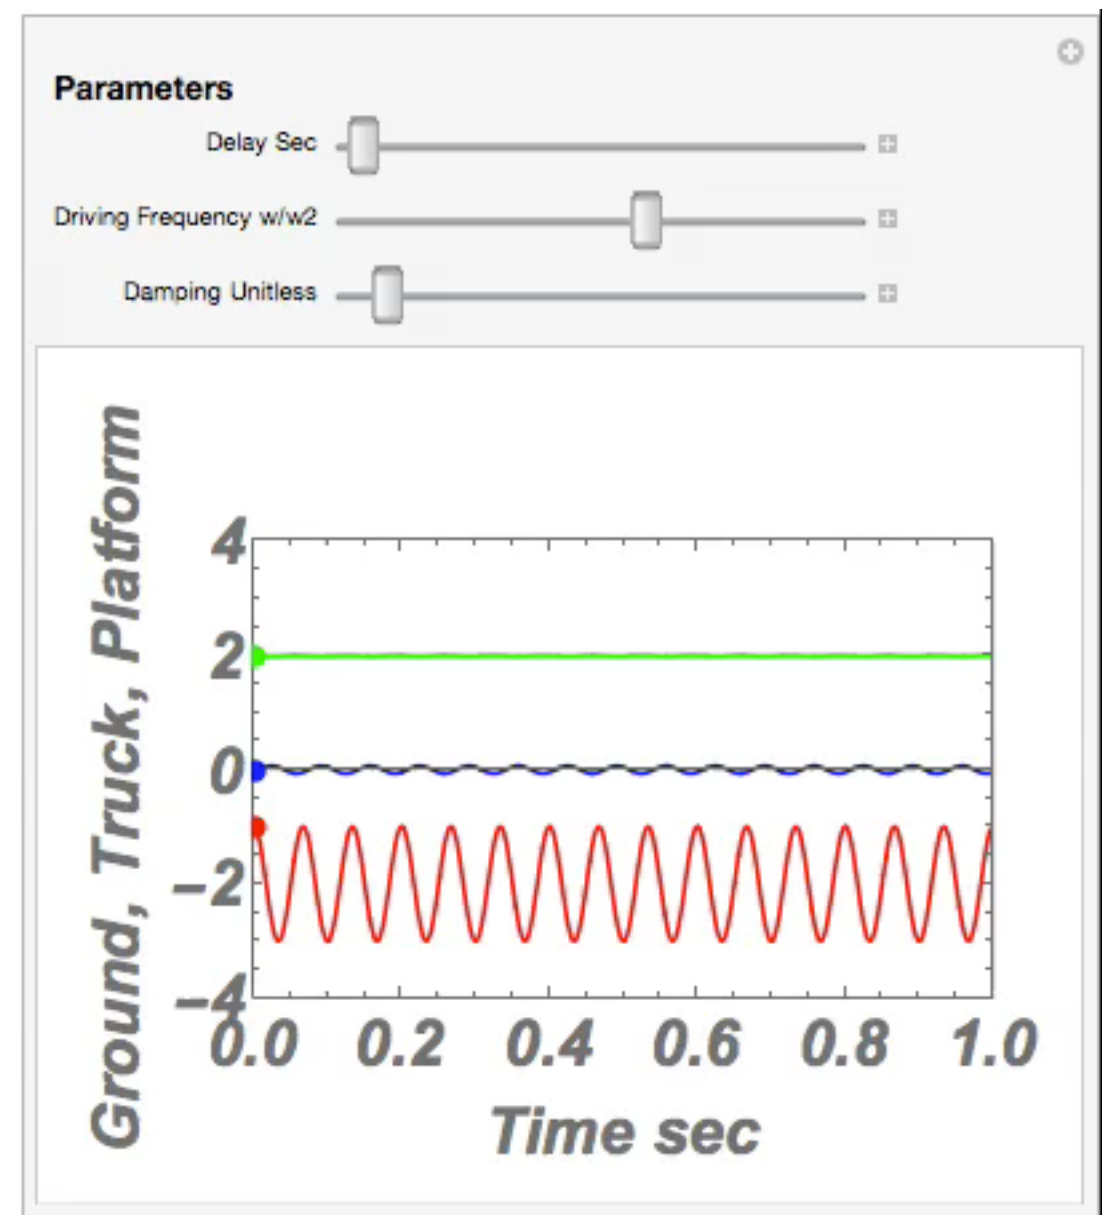 Parameters
Delay Sec
Driving Frequency w/w2
Damping Unitless
Ground, Truck, Platform
4
2
0
−2
−4
0.0 0.2 0.4 0.6 0.8 1.0
Time sec